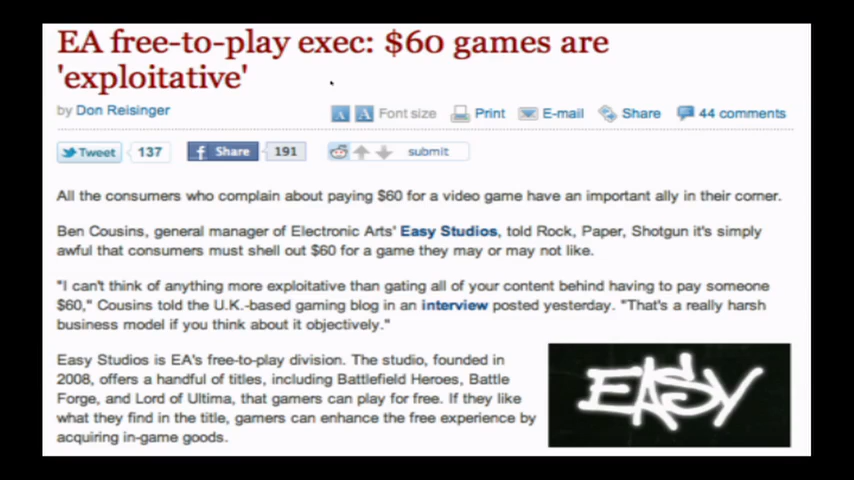 EA free-to-play exec: $60 games are
'exploitative'
by Don Reisinger
A A Font size Print E-mail Share 44 comments
Tweet 137 f Share 191 submit
All the consumers who complain about paying $60 for a video game have an important ally in their corner.
Ben Cousins, general manager of Electronic Arts' Easy Studios, told Rock, Paper, Shotgun it's simply
awful that consumers must shell out $60 for a game they may or may not like.
"I can't think of anything more exploitative than gating all of your content behind having to pay someone
$60," Cousins told the U.K.-based gaming blog in an interview posted yesterday. "That's a really harsh
business model if you think about it objectively."
Easy Studios is EA's free-to-play division. The studio, founded in
2008, offers a handful of titles, including Battlefield Heroes, Battle
Forge, and Lord of Ultima, that gamers can play for free. If they like
what they find in the title, gamers can enhance the free experience by
acquiring in-game goods.
EASY